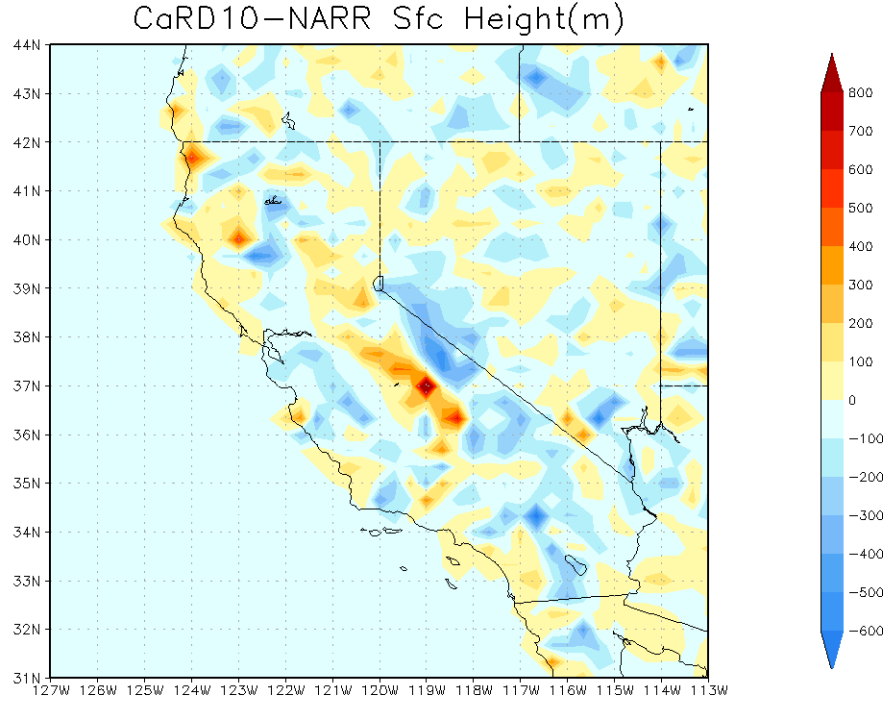 CaRD10-NARR Sfc Height(m)
44N
43N
42N
41N
40N
39N
38N
37N
36N
35N
34N
33N
32N
31N
127W 126W 125W 124W 123W 122W 121W 120W 119W 118W 117W 116W 115W 114W 113W
800
700
600
500
400
300
200
100
0
-100
-200
-300
-400
-500
-600